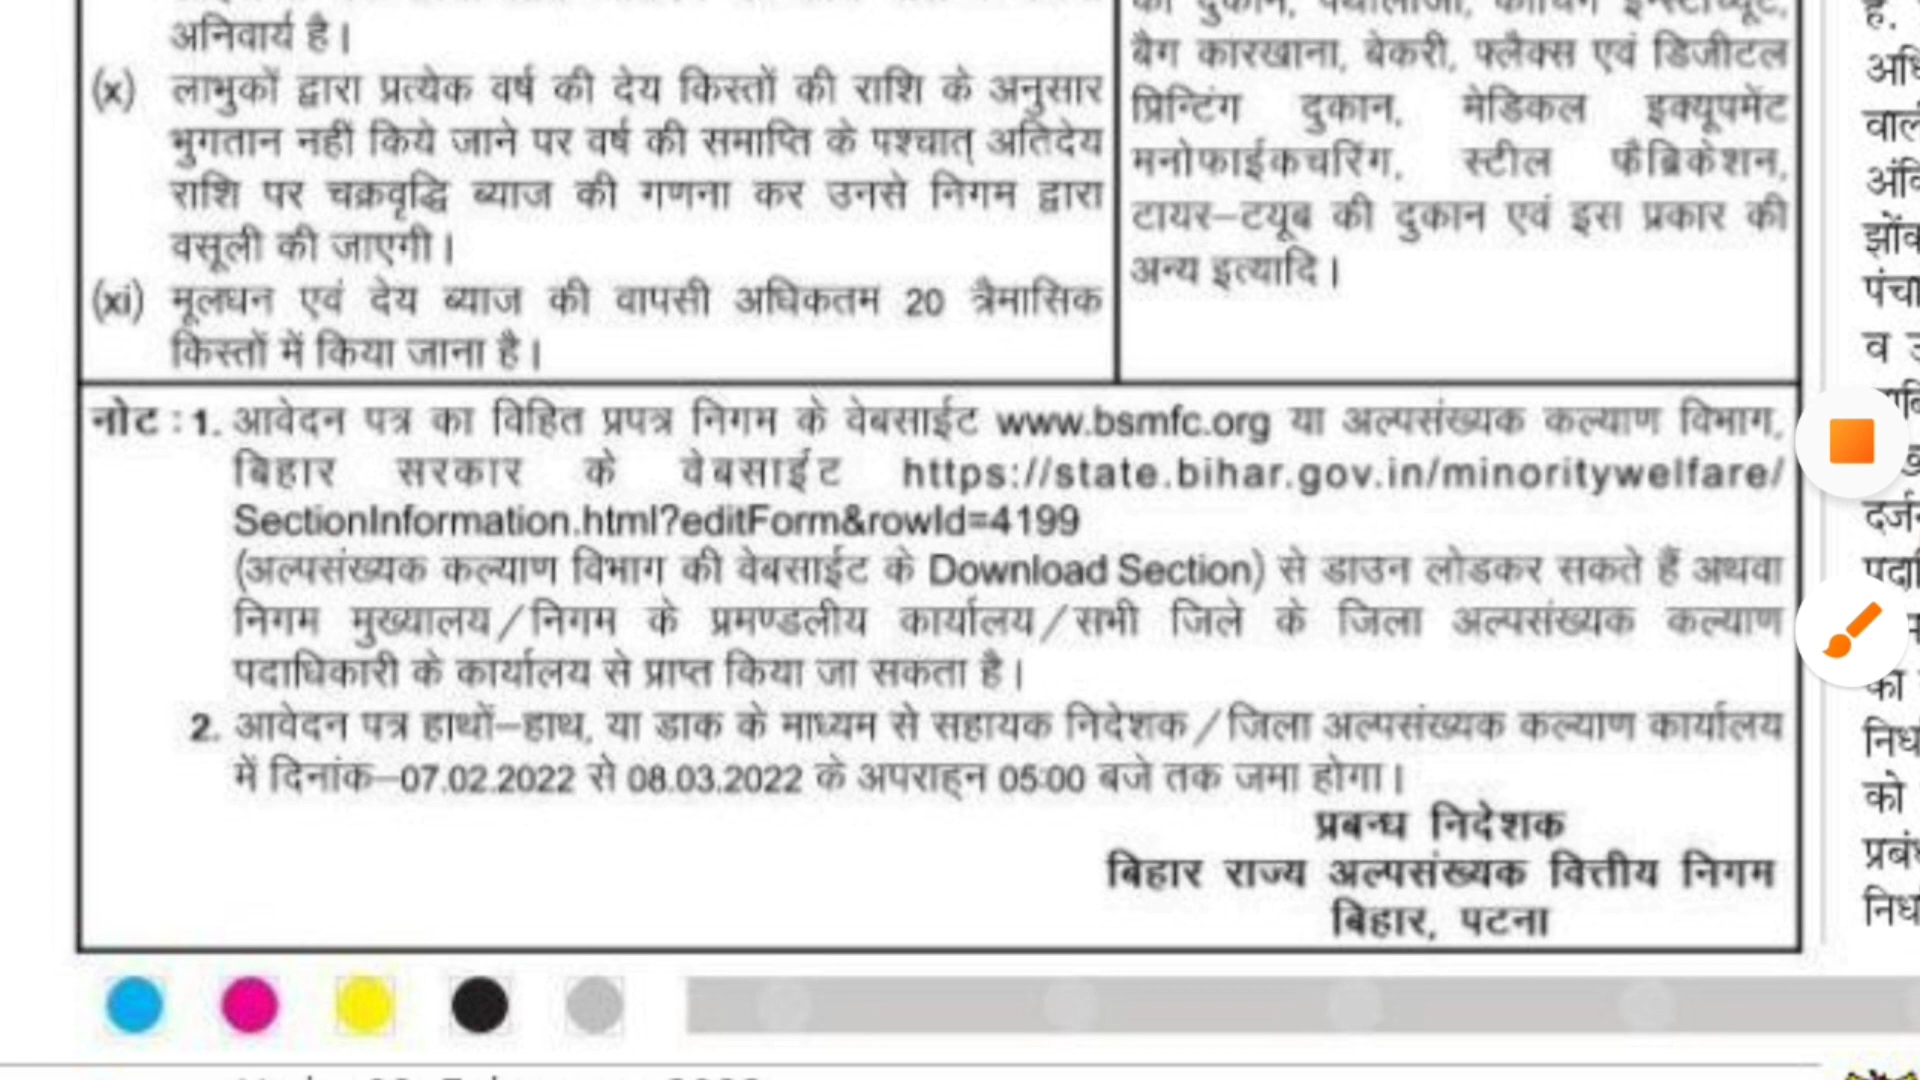 अनिवार्य है।
(x) लाभुकों द्वारा प्रत्येक वर्ष की देय किस्तों की राशि के अनुसार
भुगतान नहीं किये जाने पर वर्ष की समाप्ति के पश्चात् अतिदेय
राशि पर चक्रवृद्धि ब्याज की गणना कर उनसे निगम द्वारा
वसूली की जाएगी।
(xi) मूलधन एवं देय ब्याज की वापसी अधिकतम 20 त्रैमासिक
किस्तों में किया जाना है।
की दुकान, पैथोलॉजी, कोचिंग इन्स्टीच्यूट,
बैग कारखाना, बेकरी, फ्लैक्स एवं डिजीटल
प्रिन्टिंग दुकान, मेडिकल इक्यूपमेंट
मनोफाईकचरिंग, स्टील फैब्रिकेशन,
टायर–टयूब की दुकान एवं इस प्रकार की
अन्य इत्यादि।
नोट : 1. आवेदन पत्र का विहित प्रपत्र निगम के वेबसाईट www.bsmfc.org या अल्पसंख्यक कल्याण विभाग,
बिहार सरकार के वेबसाईट https://state.bihar.gov.in/minoritywelfare/
SectionInformation.html?editForm&rowId=4199
(अल्पसंख्यक कल्याण विभाग की वेबसाईट के Download Section) से डाउन लोडकर सकते हैं अथवा
निगम मुख्यालय/निगम के प्रमण्डलीय कार्यालय/सभी जिले के जिला अल्पसंख्यक कल्याण
पदाधिकारी के कार्यालय से प्राप्त किया जा सकता है।
2. आवेदन पत्र हाथों–हाथ, या डाक के माध्यम से सहायक निदेशक/जिला अल्पसंख्यक कल्याण कार्यालय
में दिनांक–07.02.2022 से 08.03.2022 के अपराह्न 05:00 बजे तक जमा होगा।
प्रबन्ध निदेशक
बिहार राज्य अल्पसंख्यक वित्तीय निगम
बिहार, पटना
है.
व
को